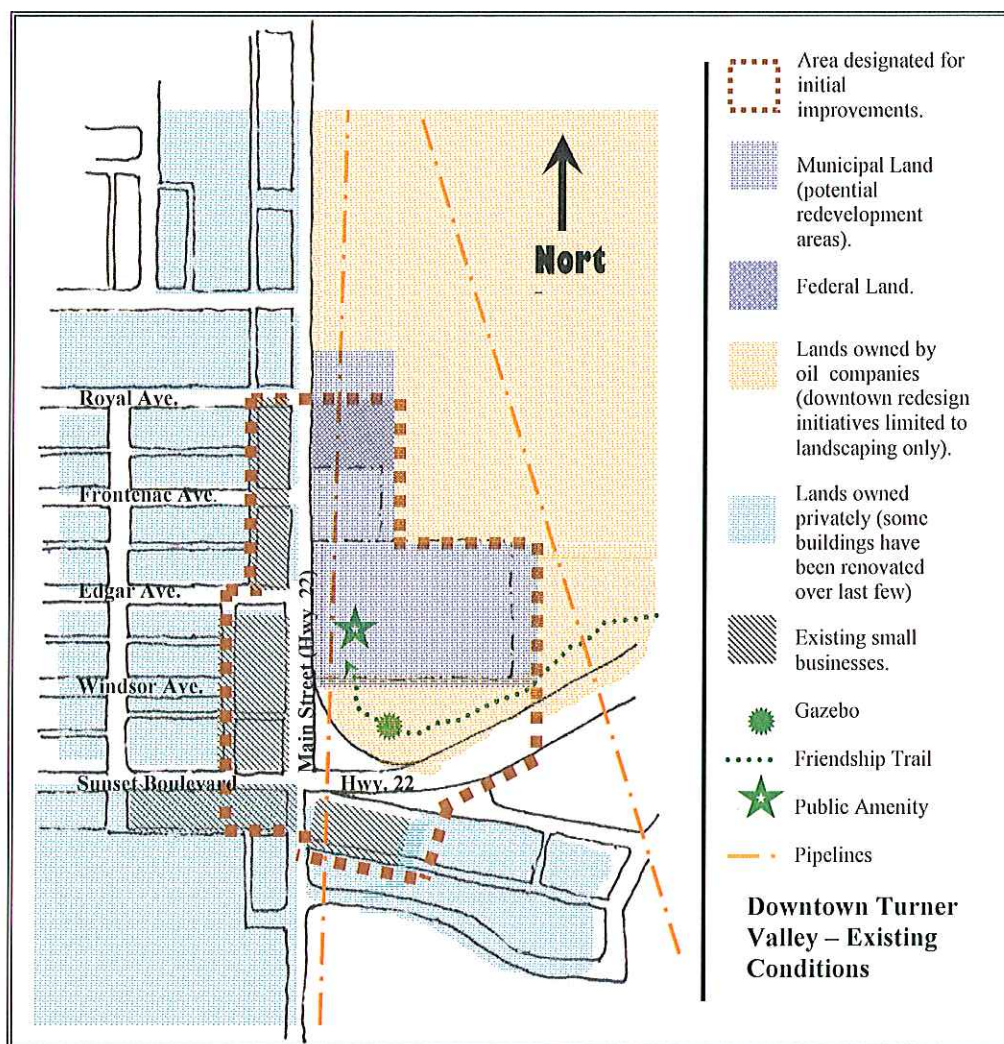 Nort
Royal Ave.
Frontenac Ave.
Edgar Ave.
Windsor Ave.
Main Street (Hwy. 22)
Sunset Boulevard
Hwy. 22
Area designated for
initial
improvements.
Municipal Land
(potential
redevelopment
areas).
Federal Land.
Lands owned by
oil companies
(downtown redesign
initiatives limited to
landscaping only).
Lands owned
privately (some
buildings have
been renovated
over last few)
Existing small
businesses.
Gazebo
Friendship Trail
Public Amenity
Pipelines
Downtown Turner
Valley – Existing
Conditions